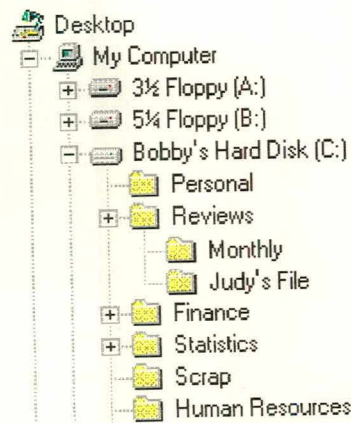 Desktop
My Computer
3½ Floppy (A:)
5¼ Floppy (B:)
Bobby's Hard Disk (C:)
Personal
Reviews
Monthly
Judy's File
Finance
Statistics
Scrap
Human Resources